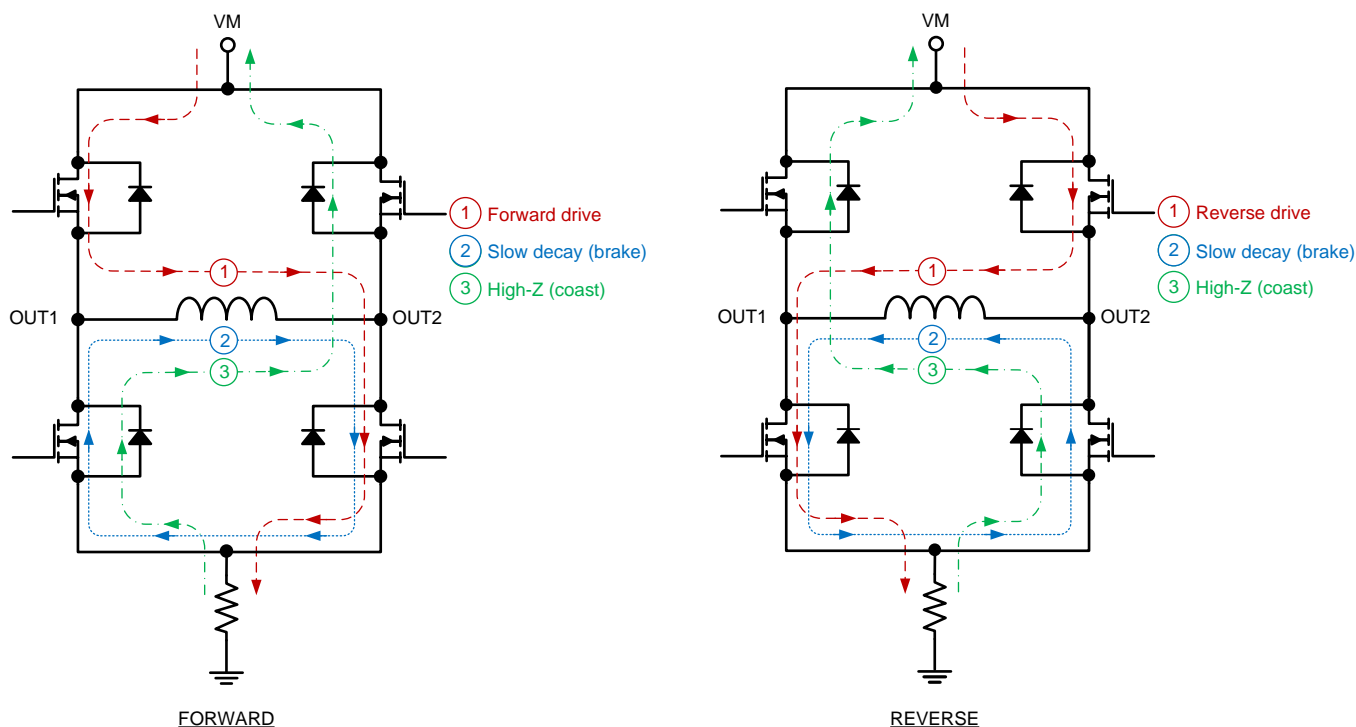 VM
1 Forward drive
2 Slow decay (brake)
3 High-Z (coast)
1
OUT1
OUT2
2
3
FORWARD
VM
1 Reverse drive
2 Slow decay (brake)
3 High-Z (coast)
1
OUT1
OUT2
2
3
REVERSE